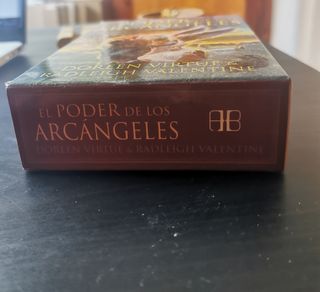 DOREEN VIRTUE &
RADLEIGH VALENTINE
EL PODER DE LOS
ARCÁNGELES
DOREEN VIRTUE & RADLEIGH VALENTINE